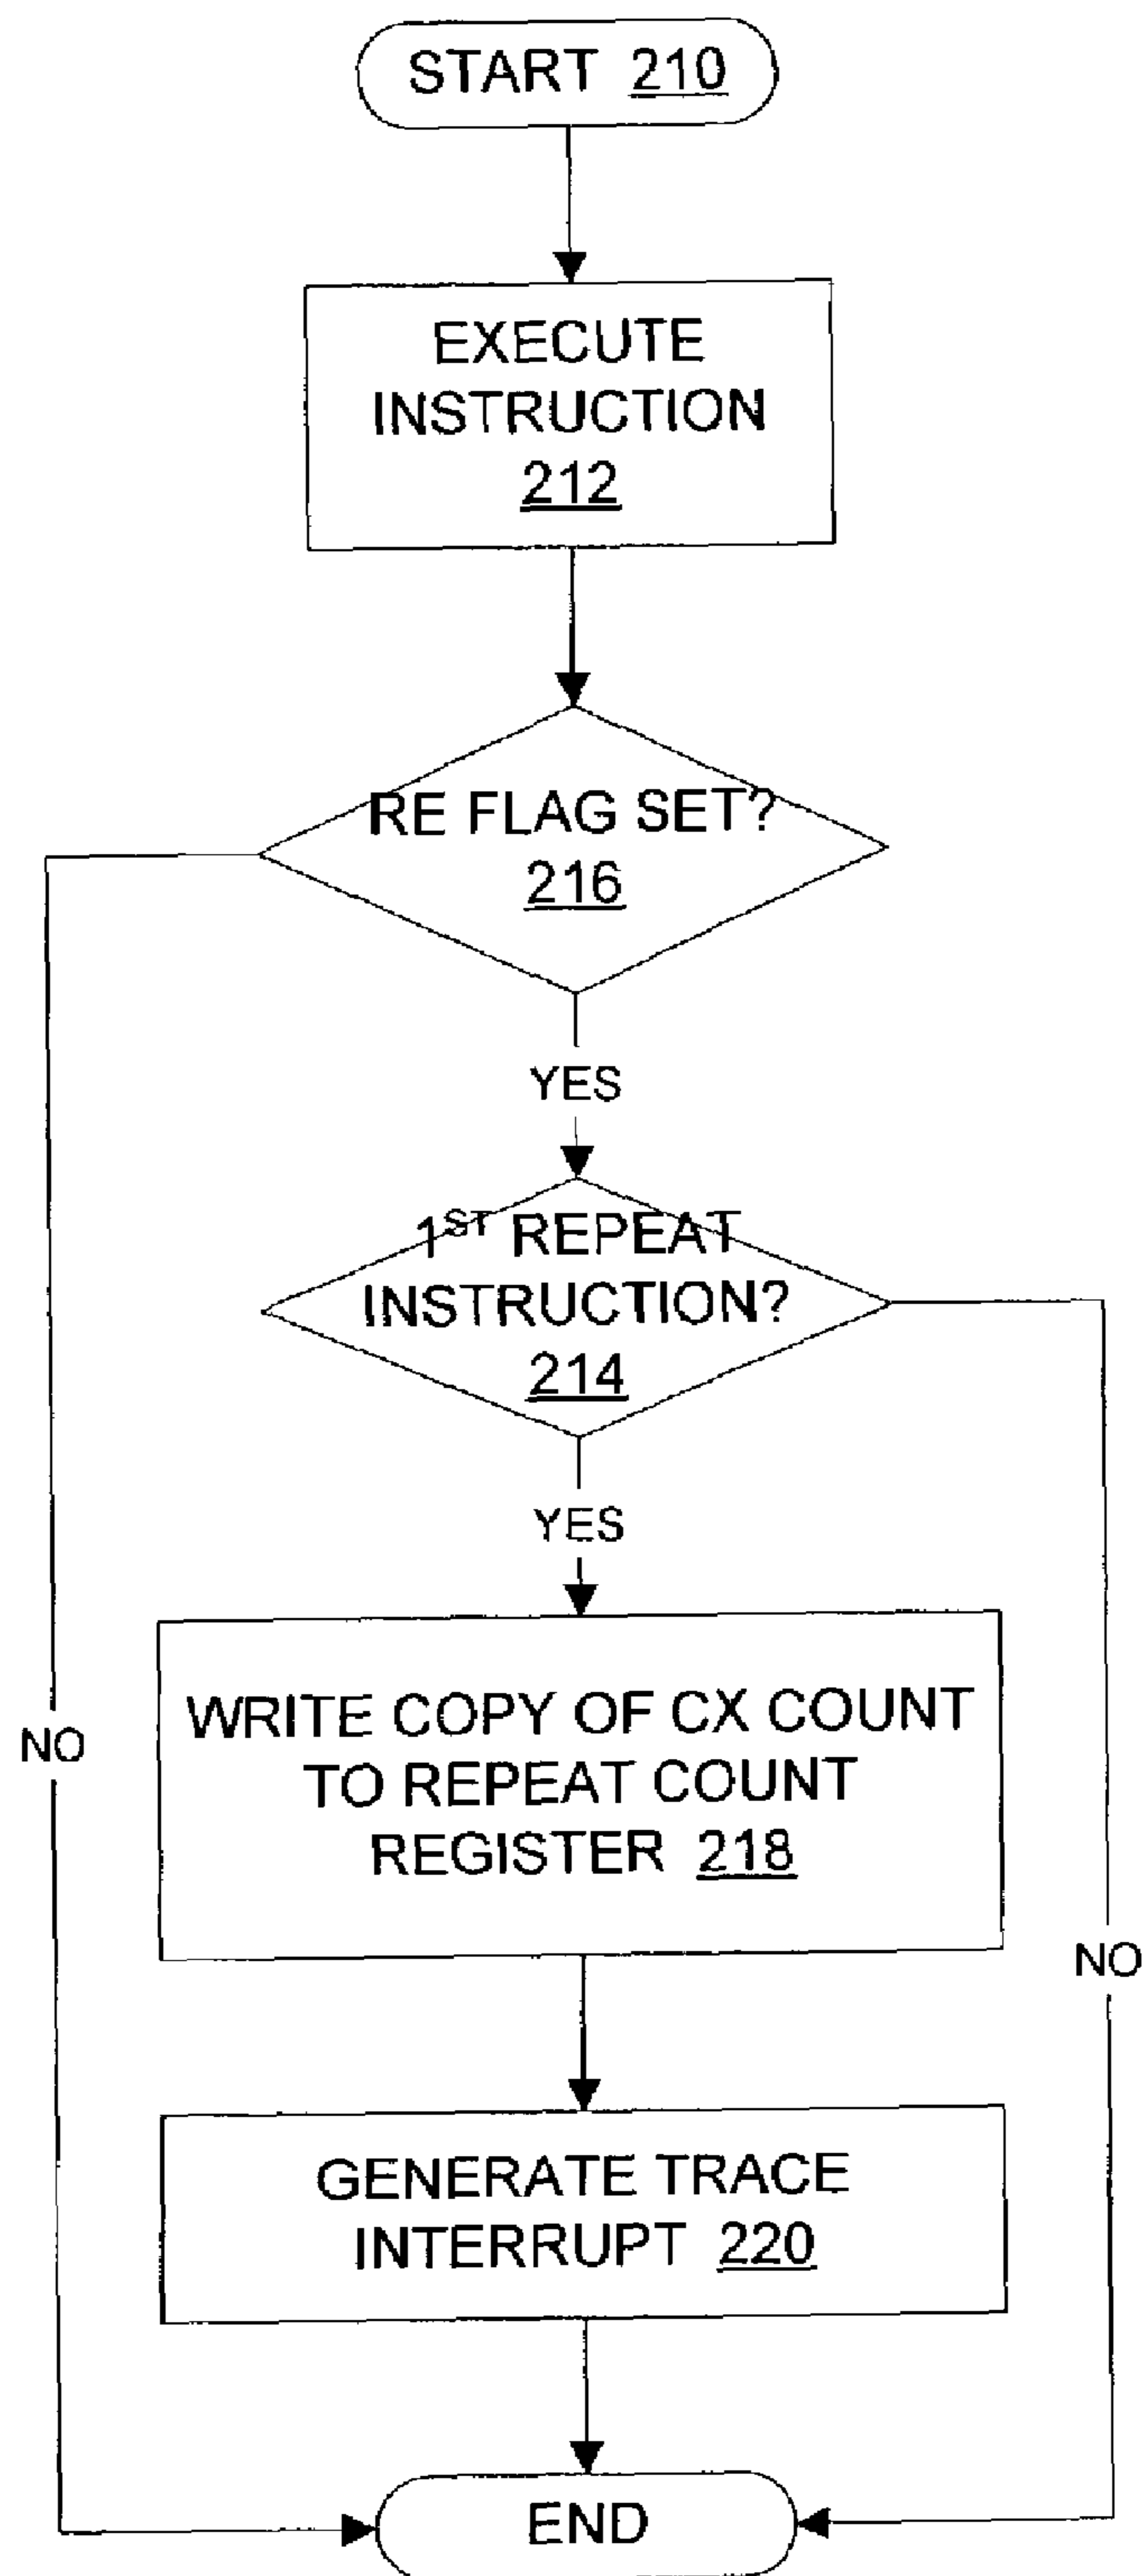 START 210
EXECUTE
INSTRUCTION
212
RE FLAG SET?
216
YES
1ST REPEAT
INSTRUCTION?
214
YES
WRITE COPY OF CX COUNT
TO REPEAT COUNT
REGISTER 218
NO
NO
GENERATE TRACE
INTERRUPT 220
END